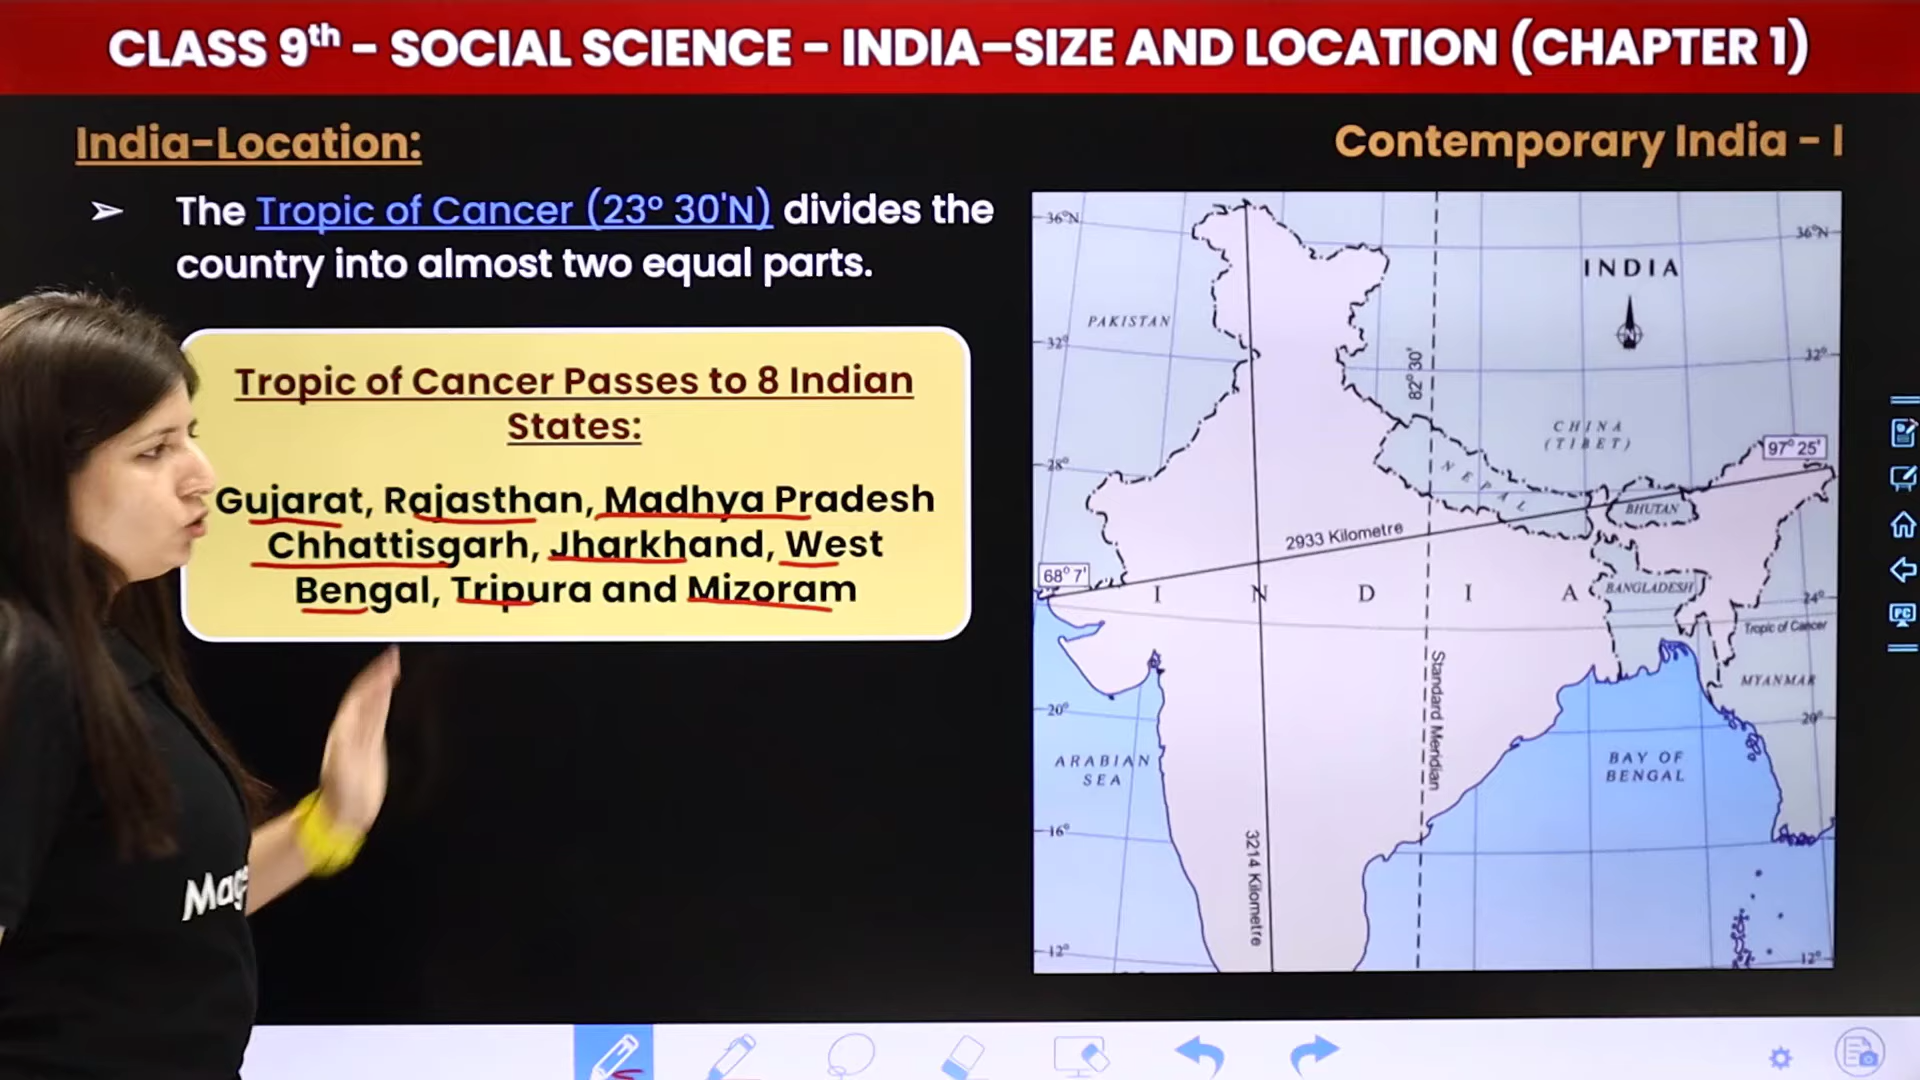 CLASS 9th - SOCIAL SCIENCE - INDIA-SIZE AND LOCATION (CHAPTER 1)
India-Location:
Contemporary India - I
➢ The Tropic of Cancer (23° 30'N) divides the
country into almost two equal parts.
Tropic of Cancer Passes to 8 Indian
States:
Gujarat, Rajasthan, Madhya Pradesh
Chhattisgarh, Jharkhand, West
Bengal, Tripura and Mizoram
36°N
36°N
INDIA
N
PAKISTAN
32°
32°
82° 30'
CHINA
(TIBET)
97° 25'
28°
NEPAL
BHUTAN
2933 Kilometre
68° 7'
I N D I A
BANGLADESH
24°
Tropic of Cancer
Standard Meridian
MYANMAR
20°
20°
ARABIAN
SEA
BAY OF
BENGAL
16°
3214 Kilometre
12°
12°
PC